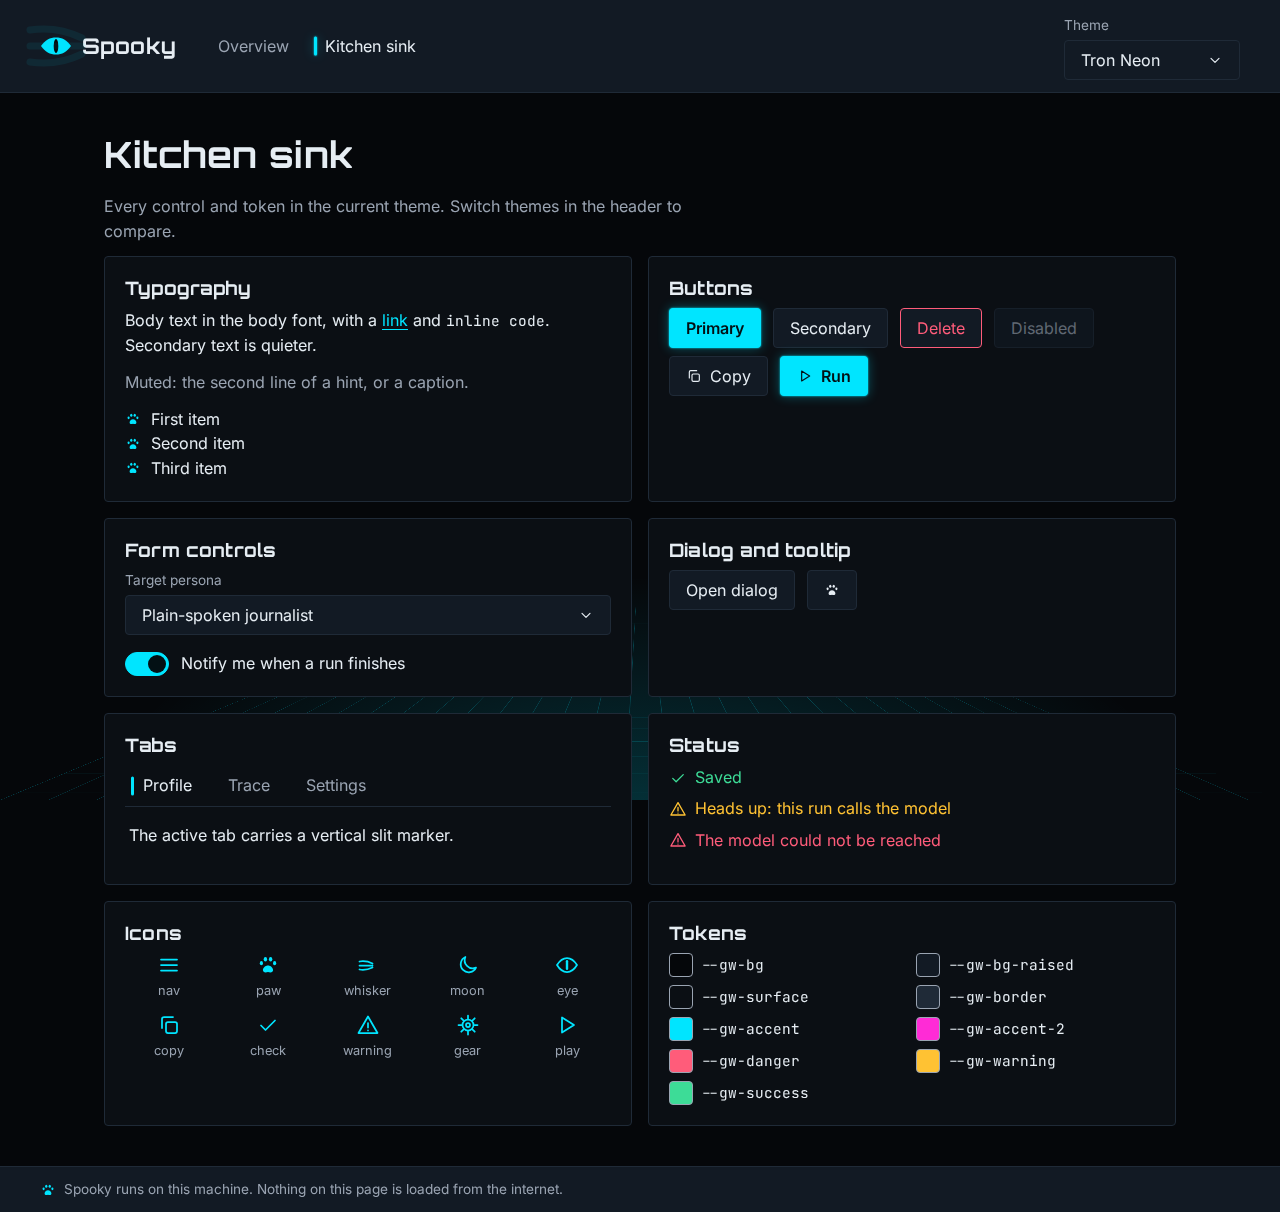 Spooky
Overview
Kitchen sink
Theme
Tron Neon
Kitchen sink
Every control and token in the current theme. Switch themes in the header to
compare.
Typography
Body text in the body font, with a link and inline code.
Secondary text is quieter.
Muted: the second line of a hint, or a caption.
First item
Second item
Third item
Buttons
Primary
Secondary
Delete
Disabled
Copy
Run
Form controls
Target persona
Plain-spoken journalist
Notify me when a run finishes
Dialog and tooltip
Open dialog
Tabs
Profile
Trace
Settings
The active tab carries a vertical slit marker.
Status
Saved
Heads up: this run calls the model
The model could not be reached
Icons
nav
paw
whisker
moon
eye
copy
check
warning
gear
play
Tokens
--gw-bg
--gw-bg-raised
--gw-surface
--gw-border
--gw-accent
--gw-accent-2
--gw-danger
--gw-warning
--gw-success
Spooky runs on this machine. Nothing on this page is loaded from the internet.